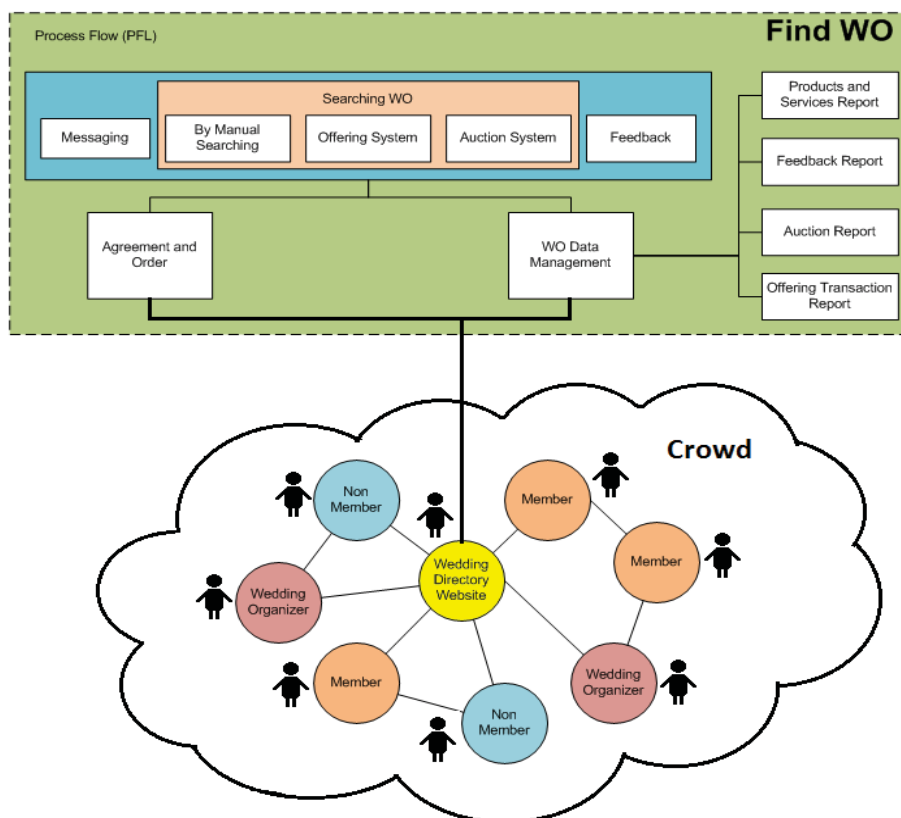 Process Flow (PFL)
Find WO
Searching WO
Messaging
By Manual
Searching
Offering System
Auction System
Feedback
Products and
Services Report
Feedback Report
Auction Report
Offering Transaction
Report
Agreement and
Order
WO Data
Management
Crowd
Non
Member
Member
Member
Wedding
Directory
Website
Wedding
Organizer
Member
Wedding
Organizer
Non
Member